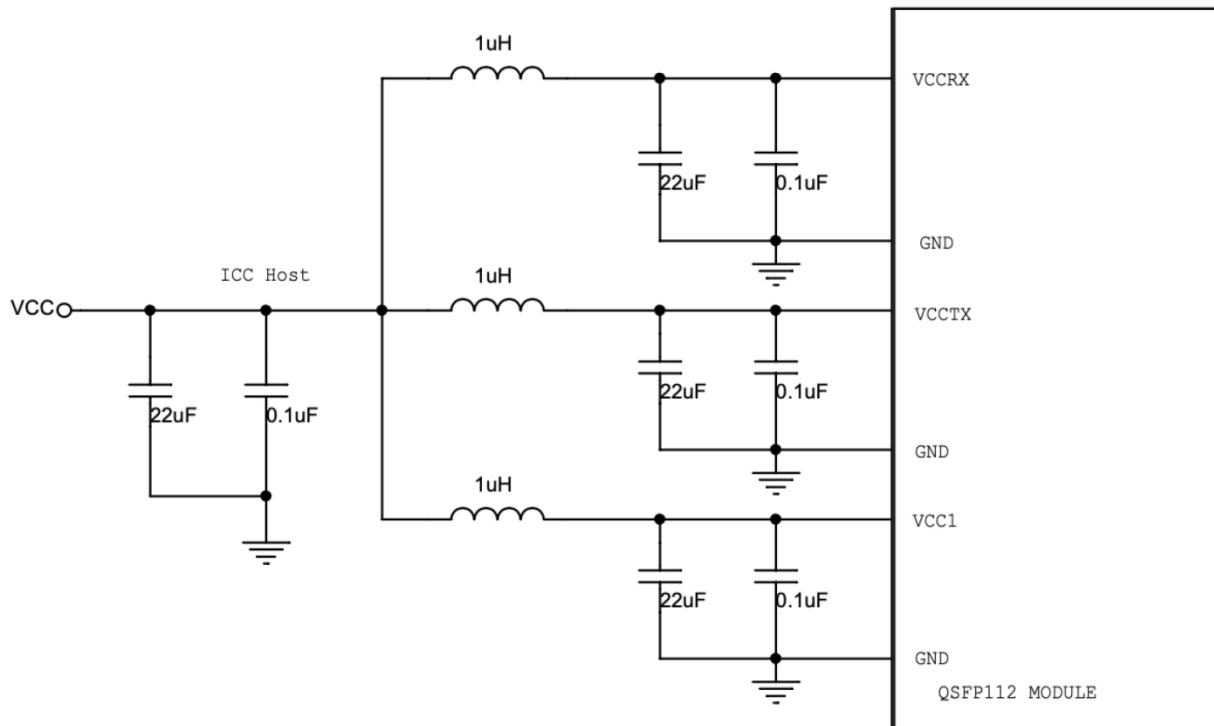 1uH
VCCRX
22uF
0.1uF
GND
ICC Host
1uH
VCC
VCCTX
22uF
0.1uF
22uF
0.1uF
GND
1uH
VCC1
22uF
0.1uF
GND
QSFP112 MODULE